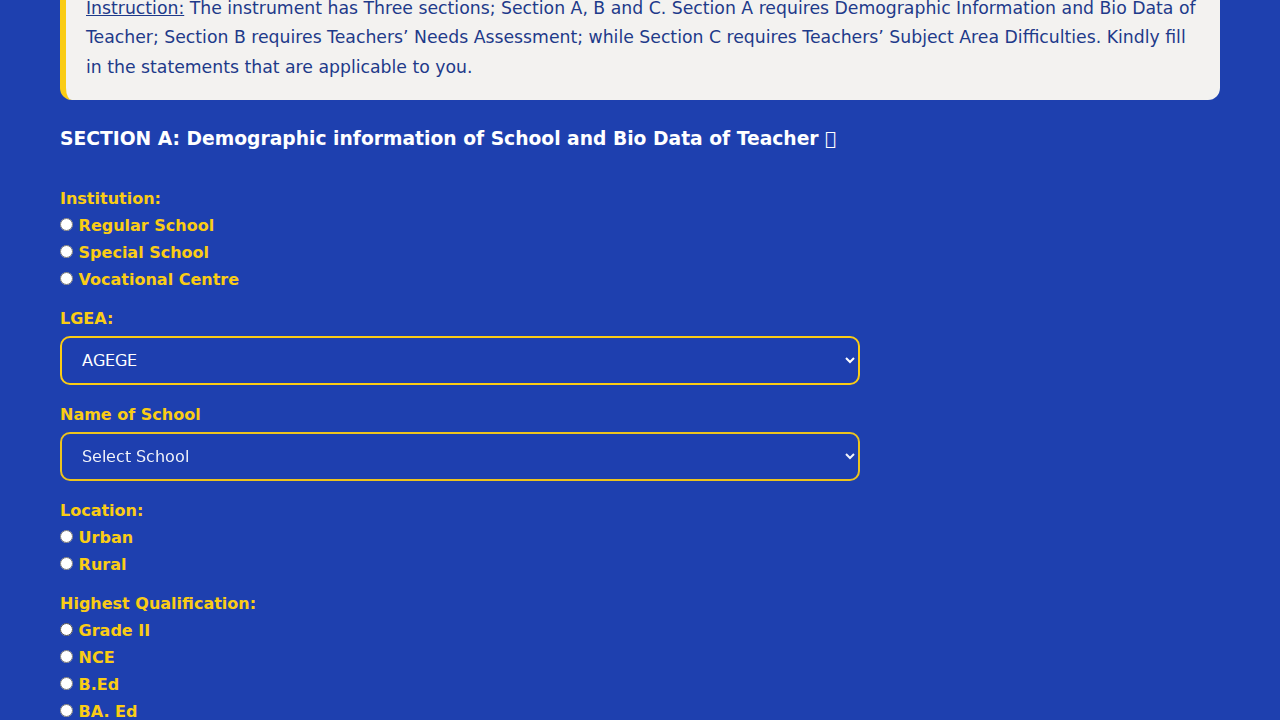 Instruction: The instrument has Three sections; Section A, B and C. Section A requires Demographic Information and Bio Data of
Teacher; Section B requires Teachers’ Needs Assessment; while Section C requires Teachers’ Subject Area Difficulties. Kindly fill
in the statements that are applicable to you.
SECTION A: Demographic information of School and Bio Data of Teacher
Institution:
Regular School
Special School
Vocational Centre
LGEA:
AGEGE
Name of School
Select School
Location:
Urban
Rural
Highest Qualification:
Grade II
NCE
B.Ed
BA. Ed